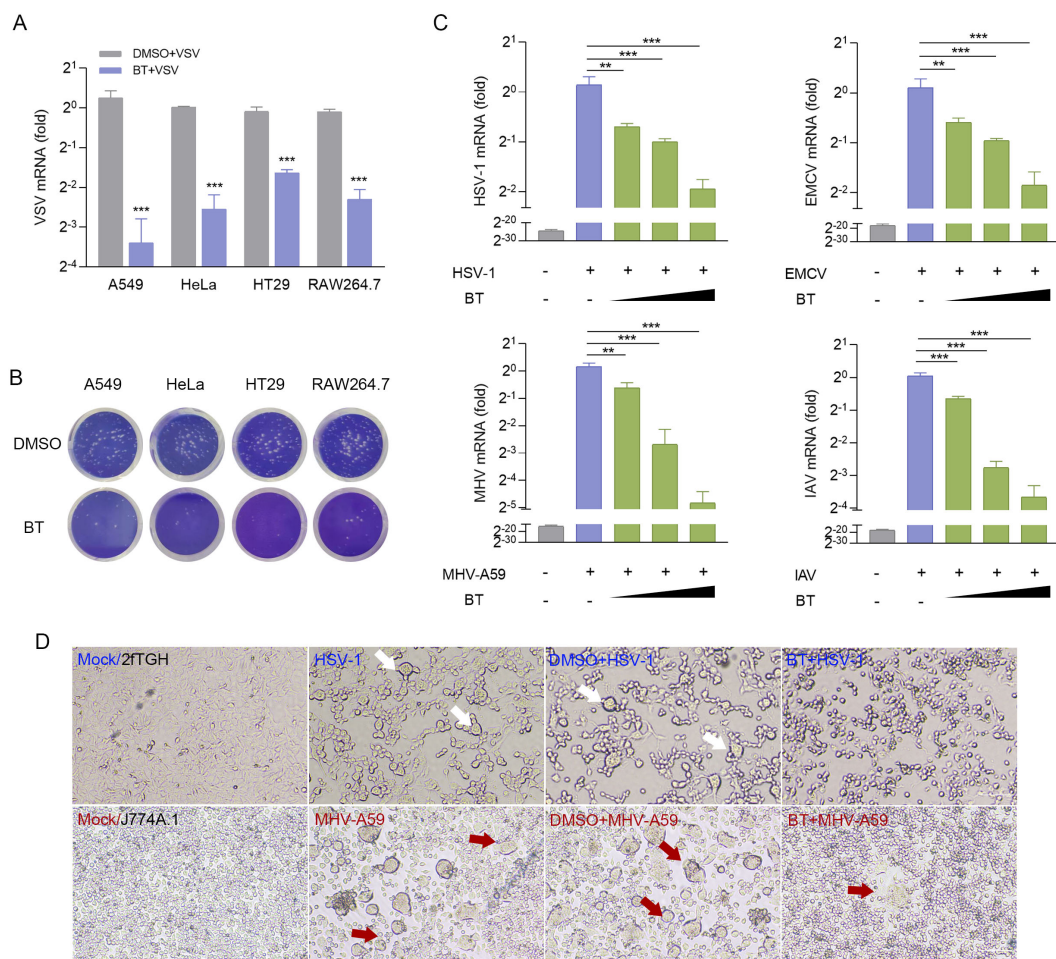 A
DMSO+VSV
BT+VSV
VSV mRNA (fold)
2^1
2^0
2^-1
2^-2
2^-3
2^-4
***
***
***
***
A549 HeLa HT29 RAW264.7
B
A549 HeLa HT29 RAW264.7
DMSO
BT
C
HSV-1 mRNA (fold)
2^1
2^0
2^-1
2^-2
2^-20
2^-30
***
***
**
HSV-1 - + + + +
BT - -
EMCV mRNA (fold)
2^1
2^0
2^-1
2^-2
2^-20
2^-30
***
***
**
EMCV - + + + +
BT - -
MHV mRNA (fold)
2^1
2^0
2^-1
2^-2
2^-3
2^-4
2^-5
2^-20
2^-30
***
***
**
MHV-A59 - + + + +
BT - -
IAV mRNA (fold)
2^1
2^0
2^-1
2^-2
2^-3
2^-4
2^-20
2^-30
***
***
***
IAV - + + + +
BT - -
D
Mock/2fTGH HSV-1 DMSO+HSV-1 BT+HSV-1
Mock/J774A.1 MHV-A59 DMSO+MHV-A59 BT+MHV-A59